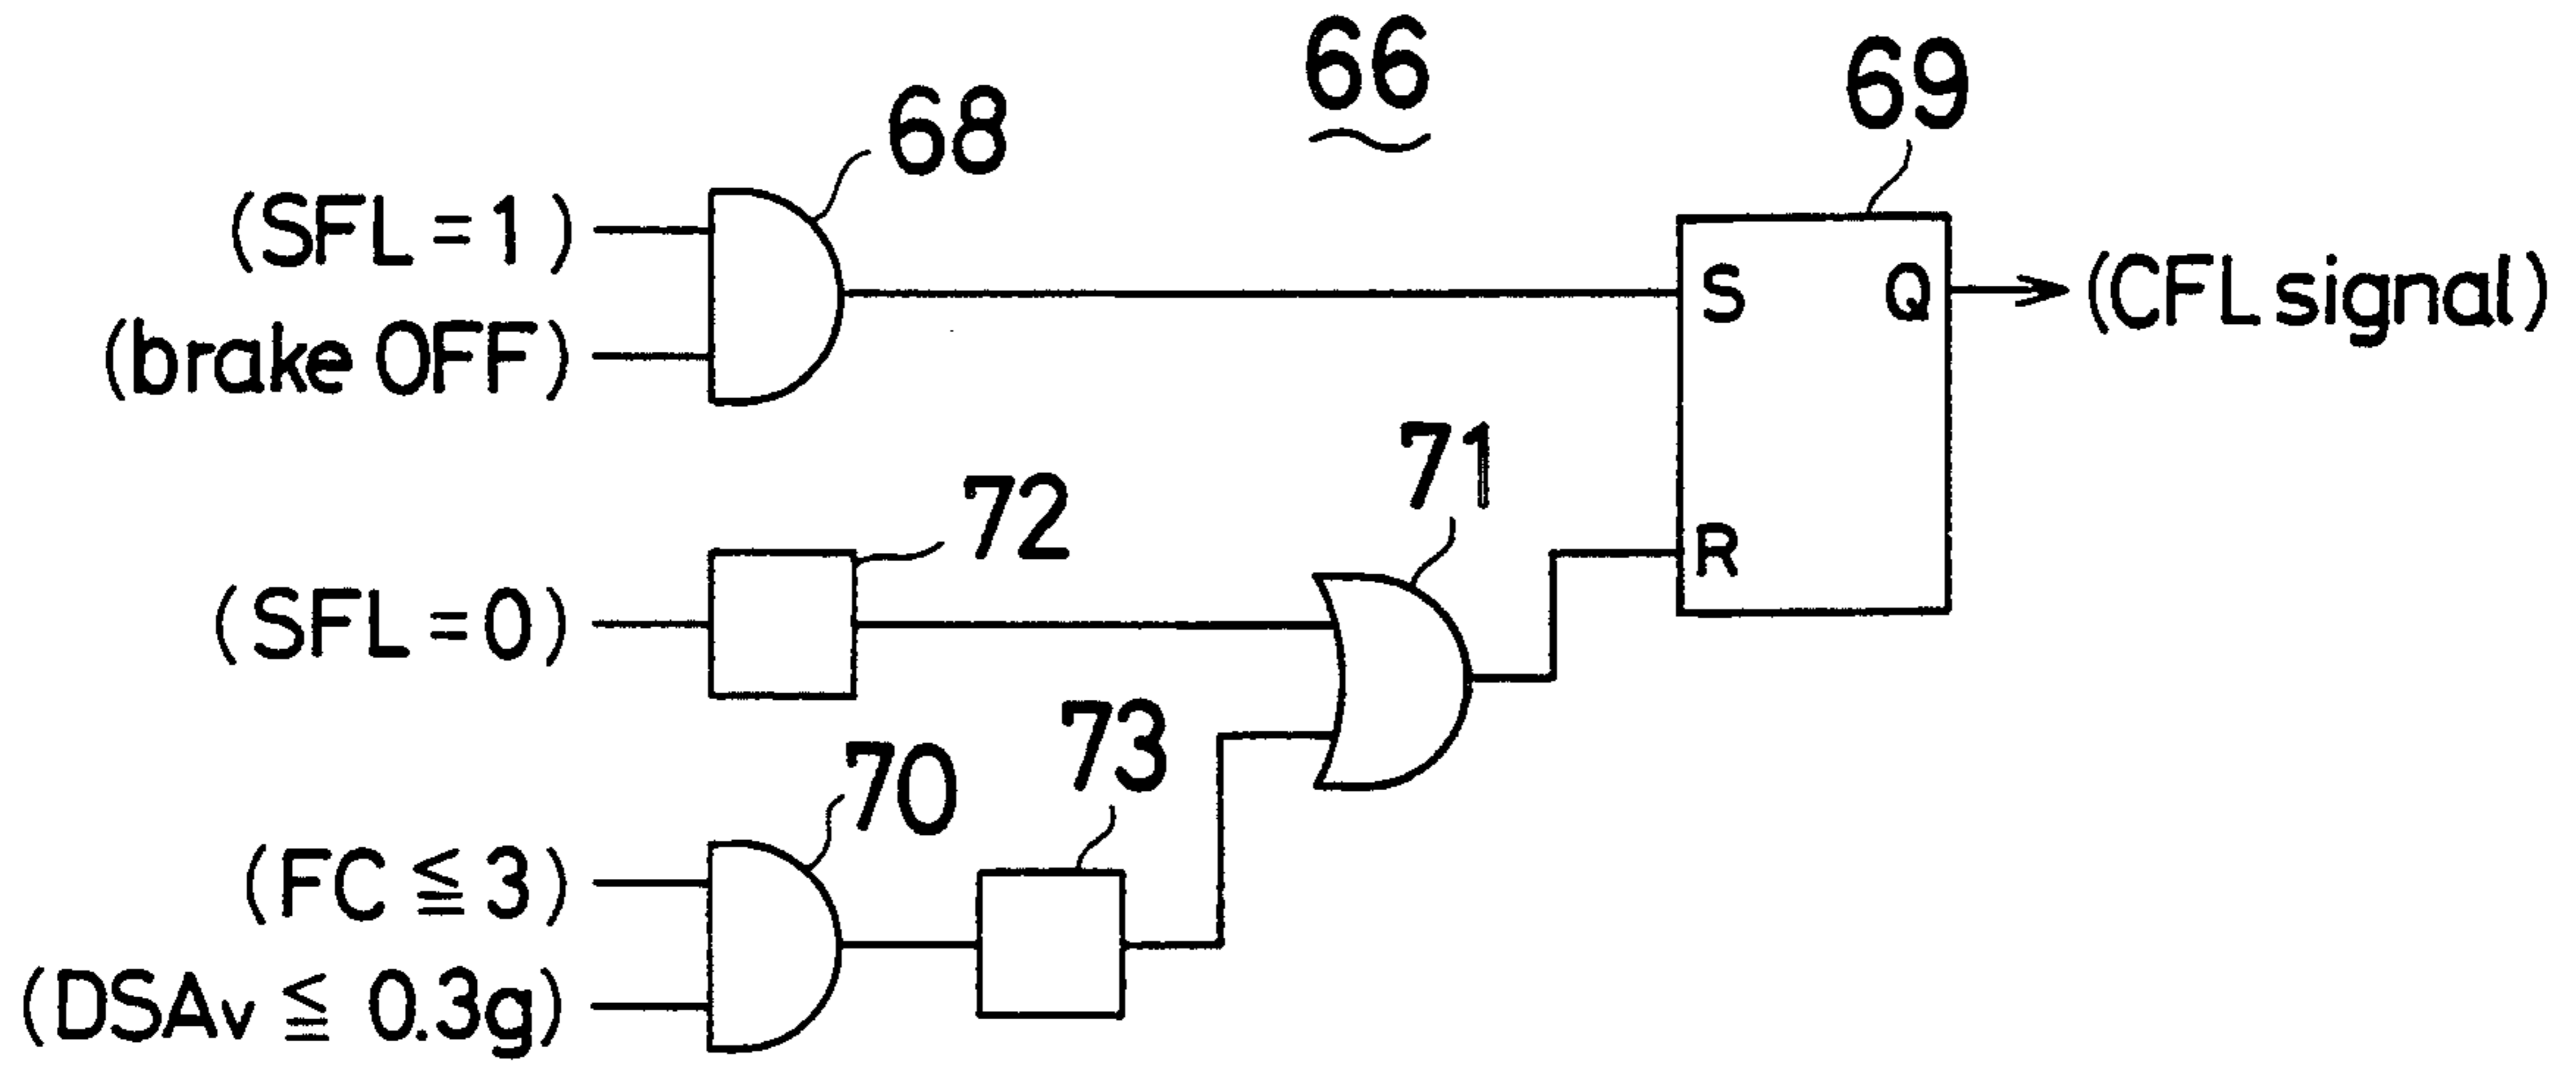 66
68
69
(SFL = 1)
S Q (CFL signal)
(brake OFF)
71
72
R
(SFL = 0)
73
70
(FC ≦ 3)
(DSAv ≦ 0.3g)